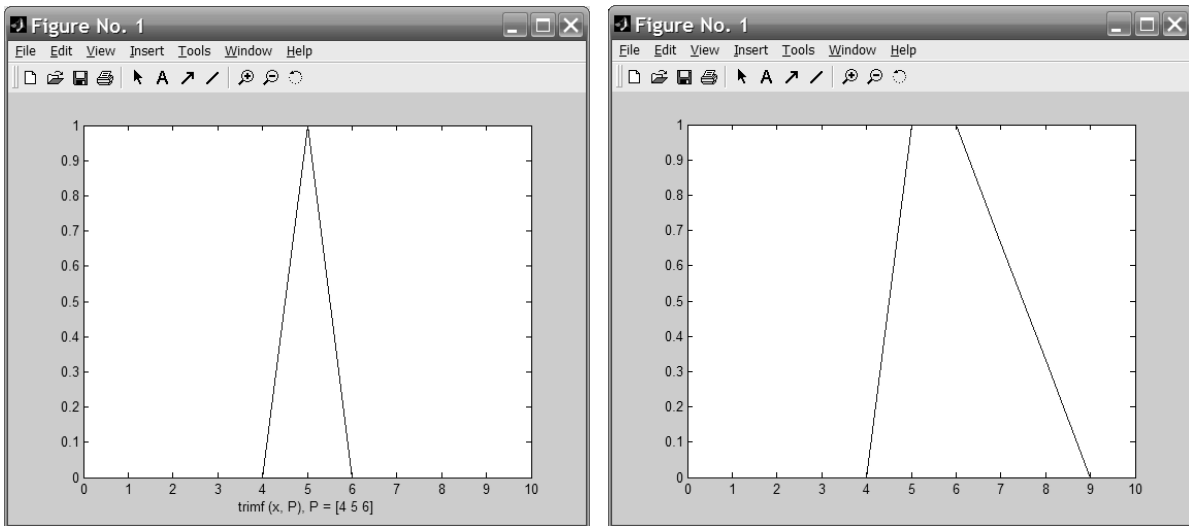 Figure No. 1
File Edit View Insert Tools Window Help
A
1
0.9
0.8
0.7
0.6
0.5
0.4
0.3
0.2
0.1
0
0 1 2 3 4 5 6 7 8 9 10
trimf (x, P), P = [4 5 6]
Figure No. 1
File Edit View Insert Tools Window Help
A
1
0.9
0.8
0.7
0.6
0.5
0.4
0.3
0.2
0.1
0
0 1 2 3 4 5 6 7 8 9 10